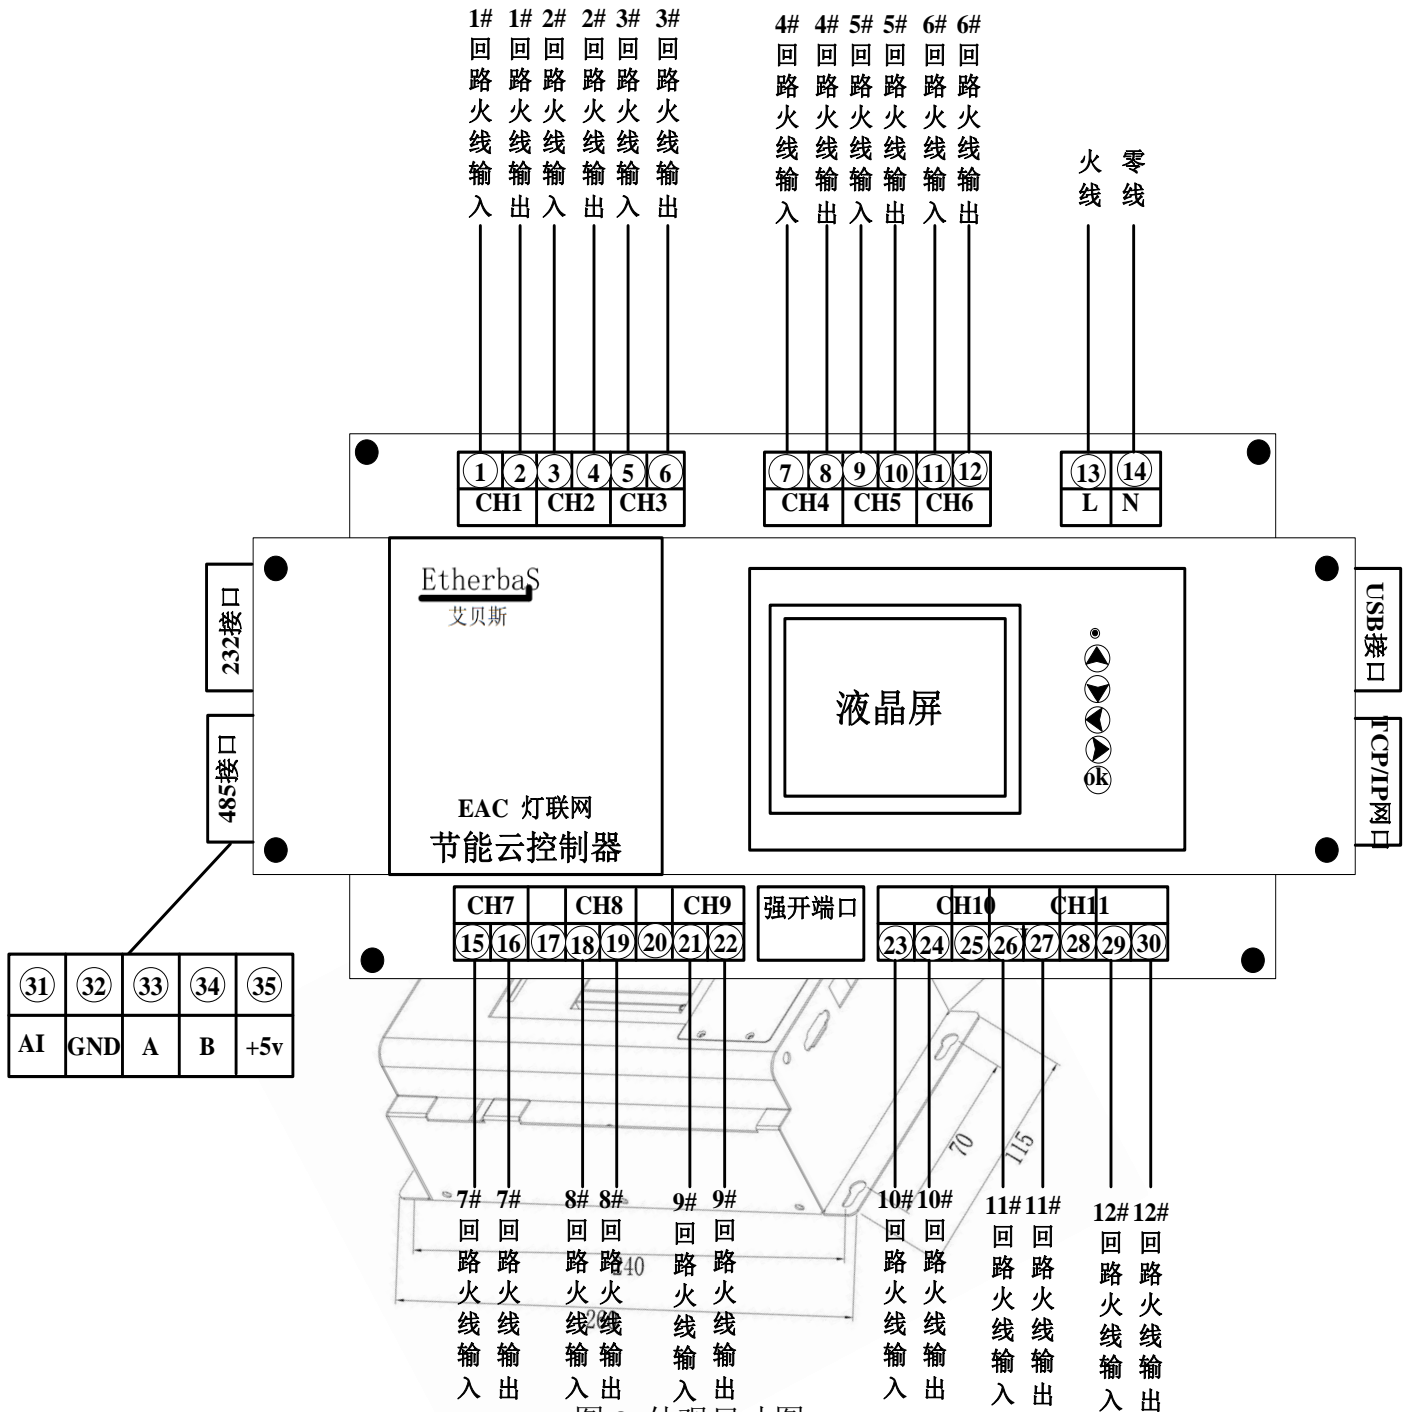 1# 1# 2# 2# 3# 3#
回路火线输入
回路火线输出
回路火线输入
回路火线输出
回路火线输入
回路火线输出
4# 4# 5# 5# 6# 6#
回路火线输入
回路火线输出
回路火线输入
回路火线输出
回路火线输入
回路火线输出
火线
零线
1 2 3 4 5 6
CH1 CH2 CH3
7 8 9 10 11 12
CH4 CH5 CH6
13 14
L N
232接口
485接口
EtherbaS
艾贝斯
EAC 灯联网
节能云控制器
液晶屏
ok
USB接口
TCP/IP网口
CH7 CH8 CH9
15 16 17 18 19 20 21 22
强开端口
CH10 CH11
23 24 25 26 27 28 29 30
31 32 33 34 35
AI GND A B +5v
70
115
240
260
7# 7# 8# 8# 9# 9#
回路火线输入
回路火线输出
回路火线输入
回路火线输出
回路火线输入
回路火线输出
10# 10# 11# 11# 12# 12#
回路火线输入
回路火线输出
回路火线输入
回路火线输出
回路火线输入
回路火线输出